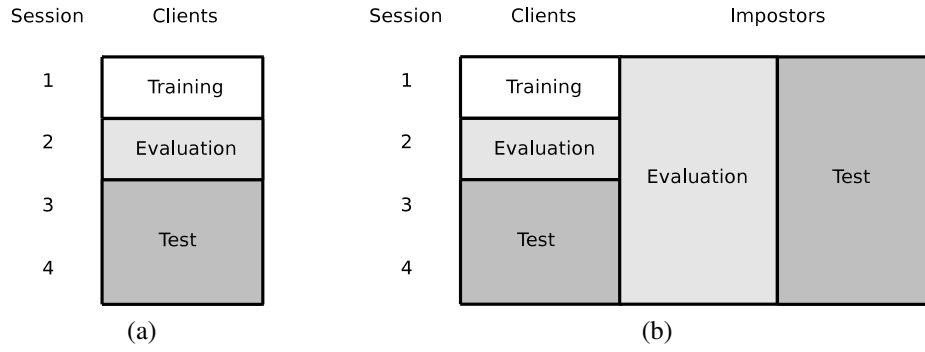 Session Clients
1 Training
2 Evaluation
3
Test
4
(a)
Session Clients Impostors
1 Training
2 Evaluation
Evaluation Test
3
Test
4
(b)